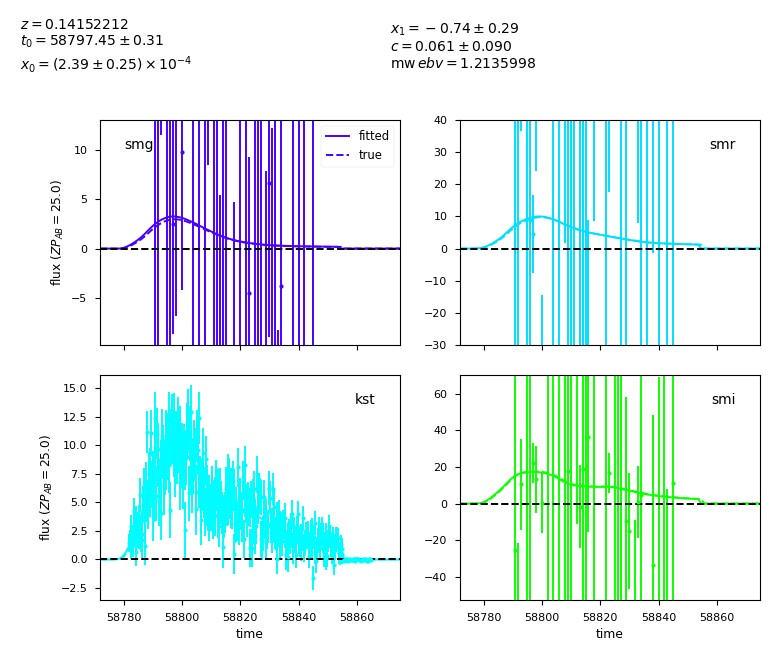 z = 0.14152212
t₀ = 58797.45 ± 0.31
x₀ = (2.39 ± 0.25) × 10⁻⁴
x₁ = −0.74 ± 0.29
c = 0.061 ± 0.090
mw ebv = 1.2135998
smg
fitted
true
10
5
0
−5
flux (ZP_AB = 25.0)
smr
40
30
20
10
0
−10
−20
−30
kst
15.0
12.5
10.0
7.5
5.0
2.5
0.0
−2.5
flux (ZP_AB = 25.0)
58780 58800 58820 58840 58860
time
smi
60
40
20
0
−20
−40
58780 58800 58820 58840 58860
time